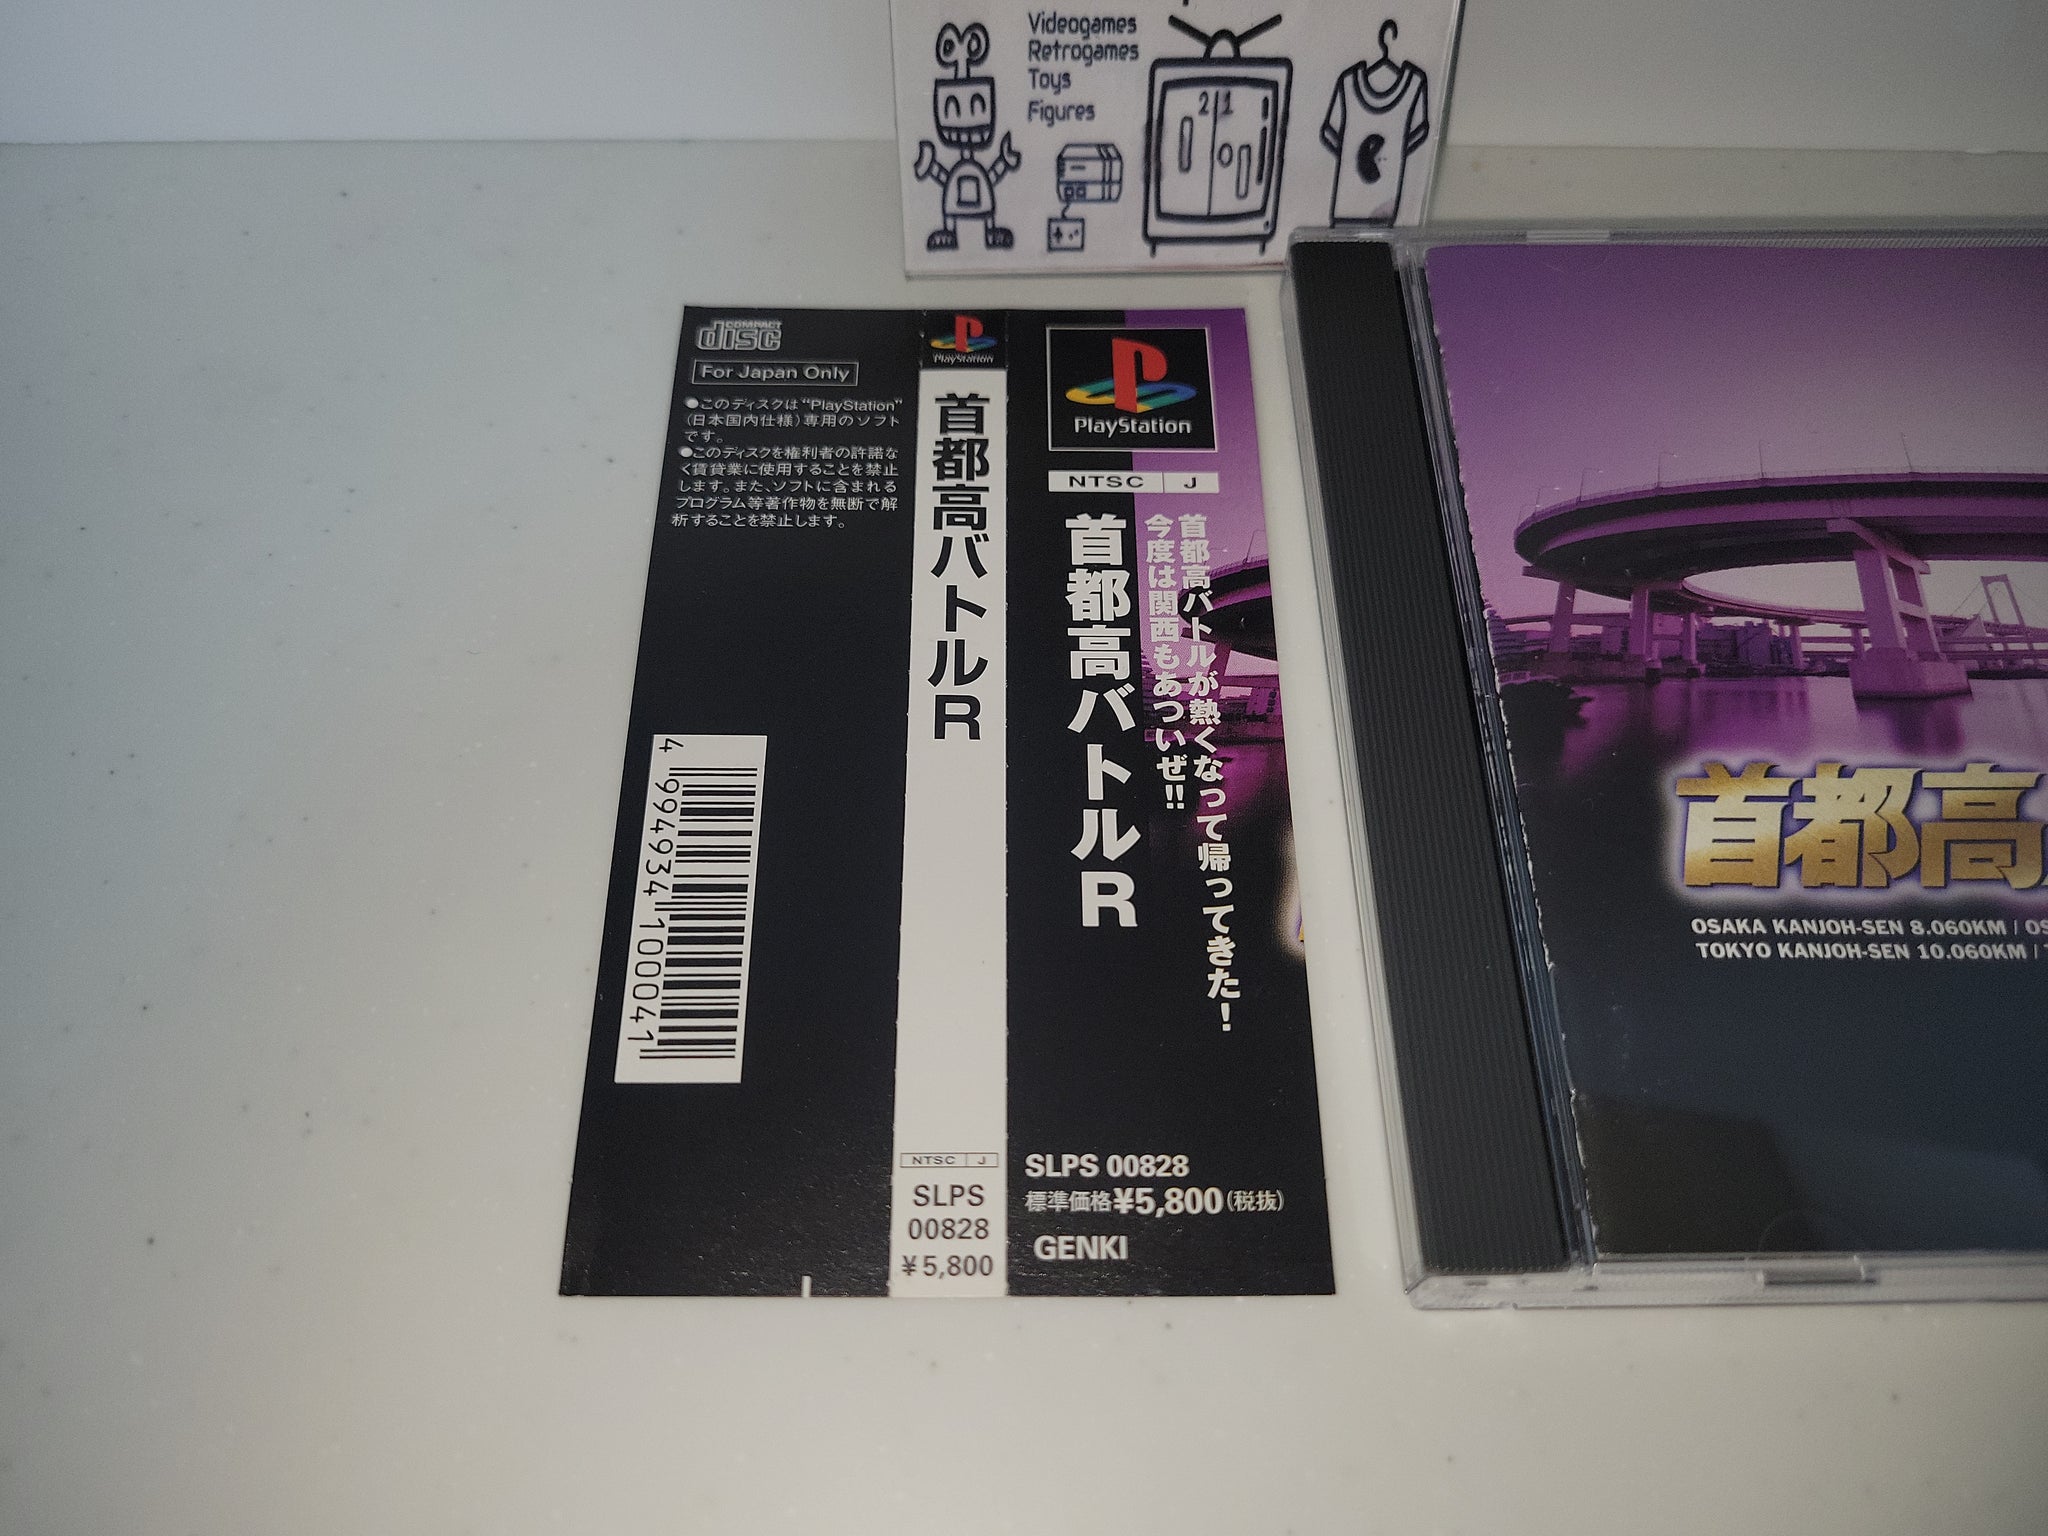 Videogames
Retrogames
Toys
Figures
21
COMPACT
disc
For Japan Only
●このディスクは“PlayStation”
(日本国内仕様)専用のソフト
です。
●このディスクを権利者の許諾な
く賃貸業に使用することを禁止
します。また、ソフトに含まれる
プログラム等著作物を無断で解
析することを禁止します。
4 994934 100041
PlayStation
首都高バトルR
NTSC J
SLPS
00828
¥5,800
PlayStation
NTSC J
首都高バトルが熱くなって帰ってきた!
今度は関西もあついぜ!!
首都高バトルR
SLPS 00828
標準価格¥5,800(税抜)
GENKI
首都高
OSAKA KANJOH-SEN 8.060KM / OS
TOKYO KANJOH-SEN 10.060KM / T